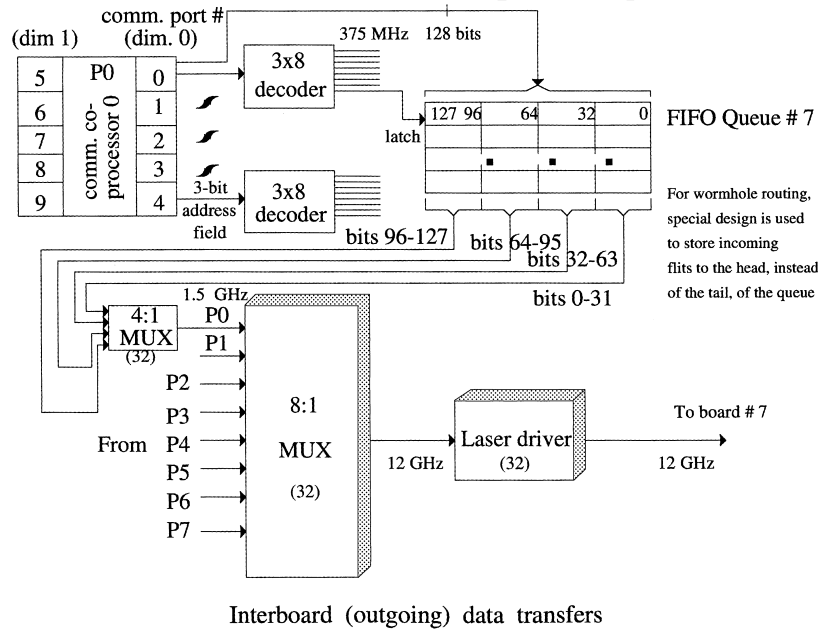 comm. port #
(dim 1) (dim. 0)
375 MHz 128 bits
5 P0 0
6 1
7 2
8 3
9 4
comm. co-
processor 0
3x8
decoder
latch
127 96 64 32 0
FIFO Queue # 7
3-bit
address
field
3x8
decoder
For wormhole routing,
special design is used
to store incoming
flits to the head, instead
of the tail, of the queue
bits 96-127
bits 64-95
bits 32-63
bits 0-31
1.5 GHz
4:1
MUX
(32)
P0
P1
P2
P3
From P4
P5
P6
P7
8:1
MUX
(32)
12 GHz
Laser driver
(32)
To board # 7
12 GHz
Interboard (outgoing) data transfers